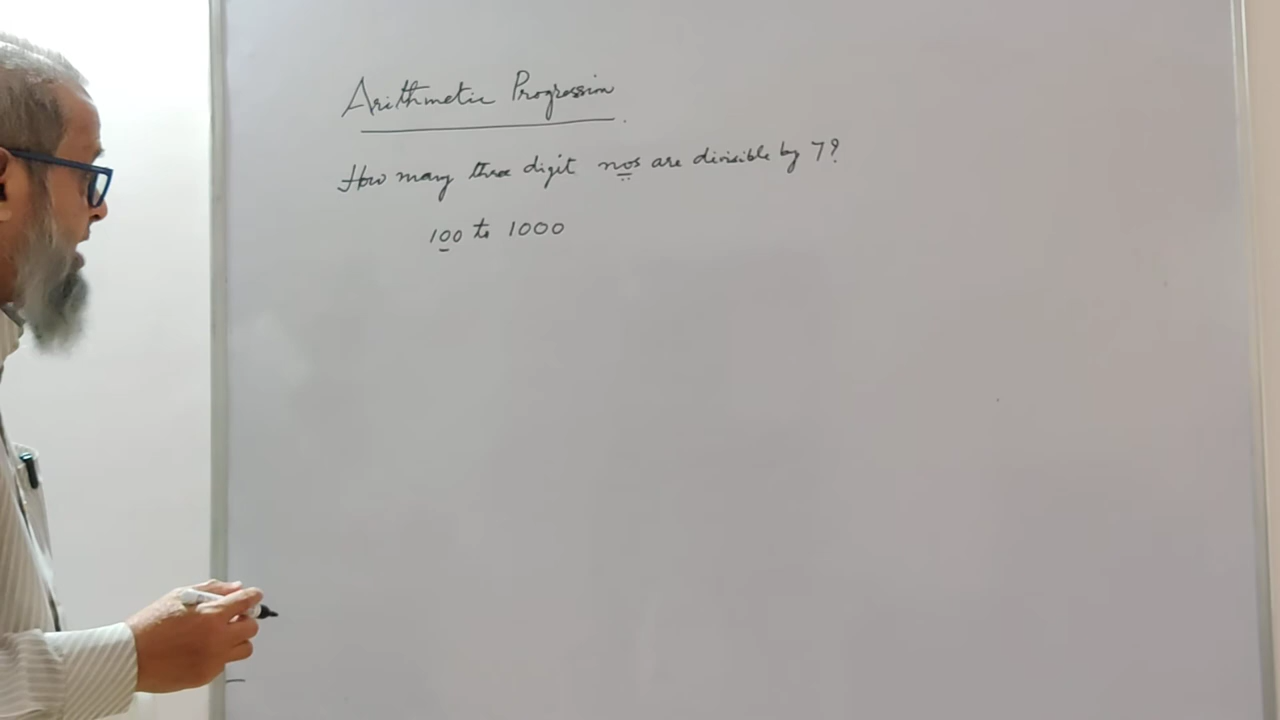 Arithmetic Progression
How many three digit nos are divisible by 7?
100 to 1000